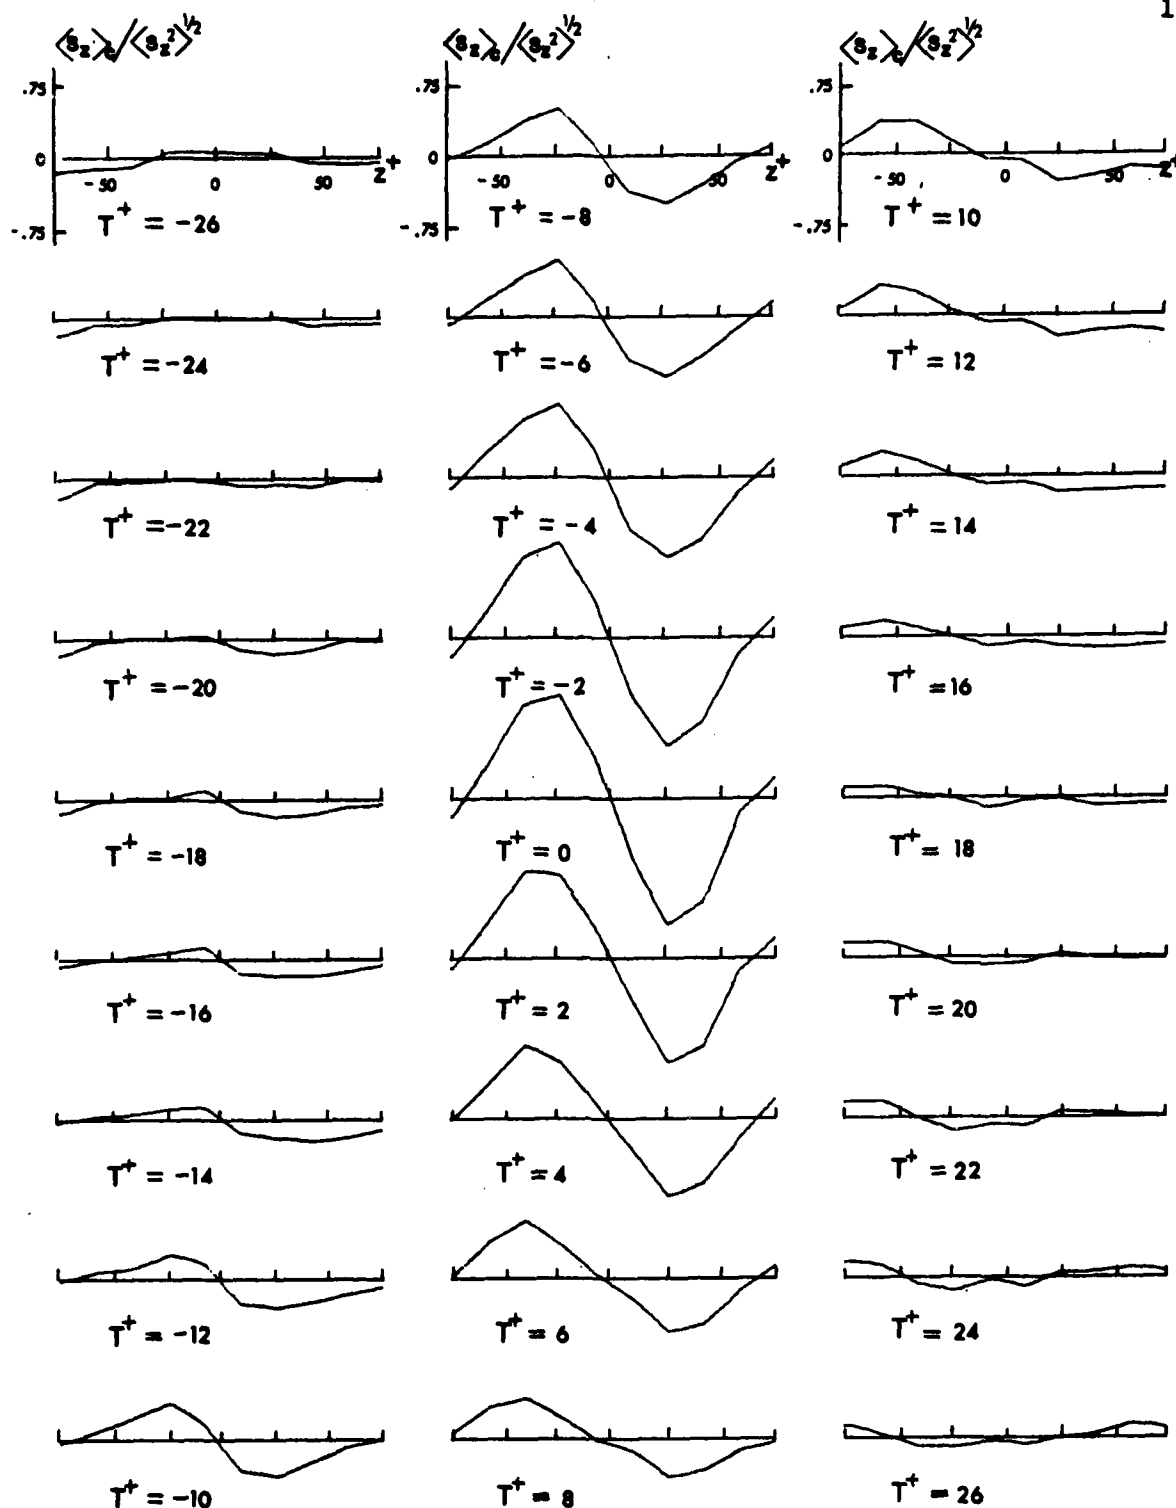 1
⟨s_z⟩_c/⟨s_z²⟩^1/2
.75
0
-.75
-50
0
50
z⁺
T⁺ = -26
T⁺ = -24
T⁺ = -22
T⁺ = -20
T⁺ = -18
T⁺ = -16
T⁺ = -14
T⁺ = -12
T⁺ = -10
⟨s_z⟩_c/⟨s_z²⟩^1/2
.75
0
-.75
-50
0
50
z⁺
T⁺ = -8
T⁺ = -6
T⁺ = -4
T⁺ = -2
T⁺ = 0
T⁺ = 2
T⁺ = 4
T⁺ = 6
T⁺ = 8
⟨s_z⟩_c/⟨s_z²⟩^1/2
.75
0
-.75
-50
0
50
z⁺
T⁺ = 10
T⁺ = 12
T⁺ = 14
T⁺ = 16
T⁺ = 18
T⁺ = 20
T⁺ = 22
T⁺ = 24
T⁺ = 26